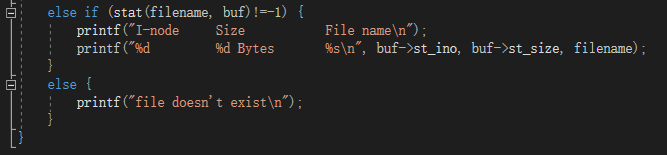 else if (stat(filename, buf)!=-1) {
printf("I-node     Size           File name\n");
printf("%d         %d Bytes       %s\n", buf->st_ino, buf->st_size, filename);
}
else {
printf("file doesn't exist\n");
}
}